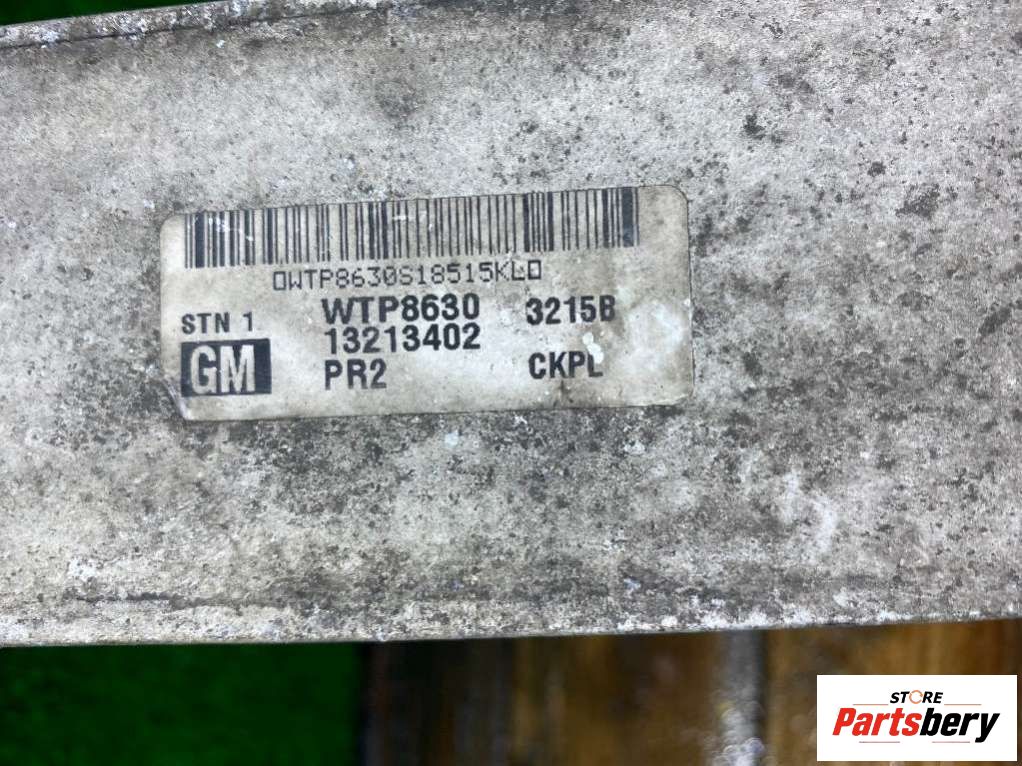 0WTP8630S18515KL0
WTP8630 3215B
STN 1 13213402
GM PR2 CKPL
STORE
Partsbery